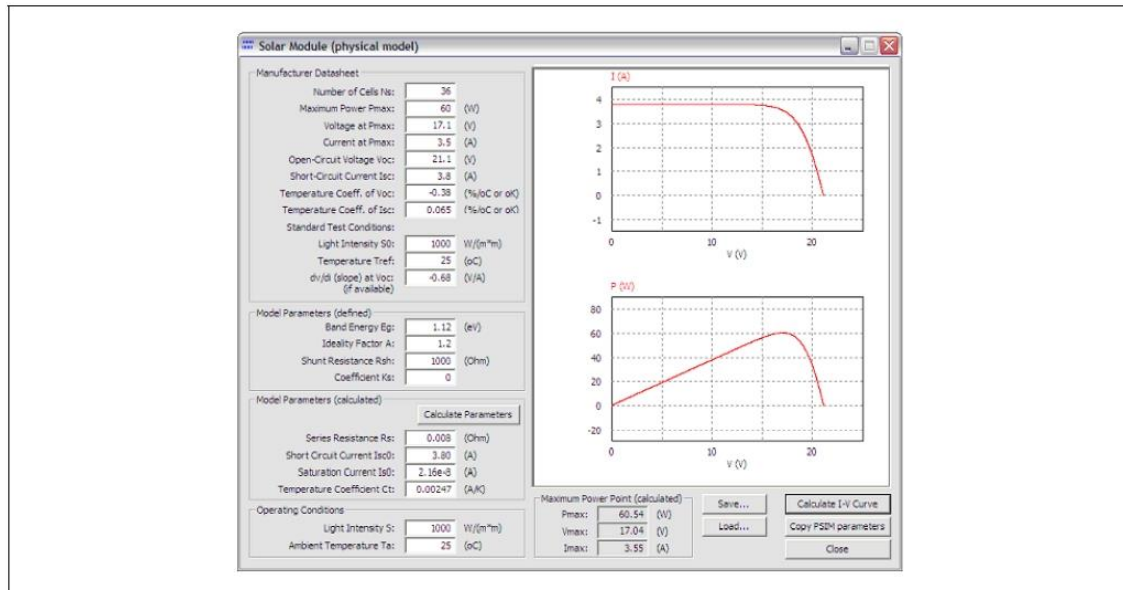 Solar Module (physical model)
Manufacturer Datasheet
Number of Cells Ns: 36
Maximum Power Pmax: 60 (W)
Voltage at Pmax: 17.1 (V)
Current at Pmax: 3.5 (A)
Open-Circuit Voltage Voc: 21.1 (V)
Short-Circuit Current Isc: 3.8 (A)
Temperature Coeff. of Voc: -0.38 (%/oC or oK)
Temperature Coeff. of Isc: 0.065 (%/oC or oK)
Standard Test Conditions:
Light Intensity S0: 1000 W/(m*m)
Temperature Tref: 25 (oC)
dv/di (slope) at Voc: -0.68 (V/A)
(if available)
Model Parameters (defined)
Band Energy Eg: 1.12 (eV)
Ideality Factor A: 1.2
Shunt Resistance Rsh: 1000 (Ohm)
Coefficient Ks: 0
Model Parameters (calculated)
Calculate Parameters
Series Resistance Rs: 0.008 (Ohm)
Short Circuit Current Isc0: 3.80 (A)
Saturation Current Is0: 2.16e-8 (A)
Temperature Coefficient Ct: 0.00247 (A/K)
Operating Conditions
Light Intensity S: 1000 W/(m*m)
Ambient Temperature Ta: 25 (oC)
I (A)
4
3
2
1
0
-1
0 10 20
V (V)
P (W)
80
60
40
20
0
-20
0 10 20
V (V)
Maximum Power Point (calculated)
Pmax: 60.54 (W)
Vmax: 17.04 (V)
Imax: 3.55 (A)
Save...
Load...
Calculate I-V Curve
Copy PSIM parameters
Close